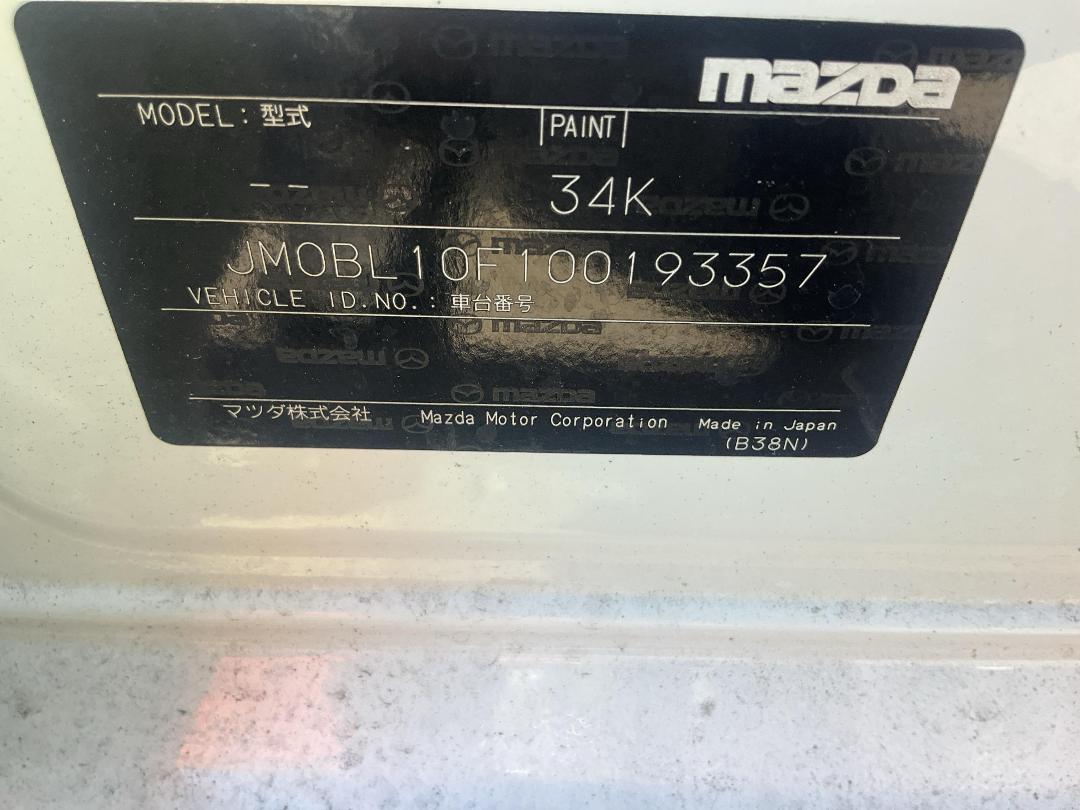 mazda
MODEL: 型式
PAINT
-- 34K
JM0BL10F100193357
VEHICLE ID.NO.: 車台番号
マツダ株式会社 Mazda Motor Corporation Made in Japan
(B38N)